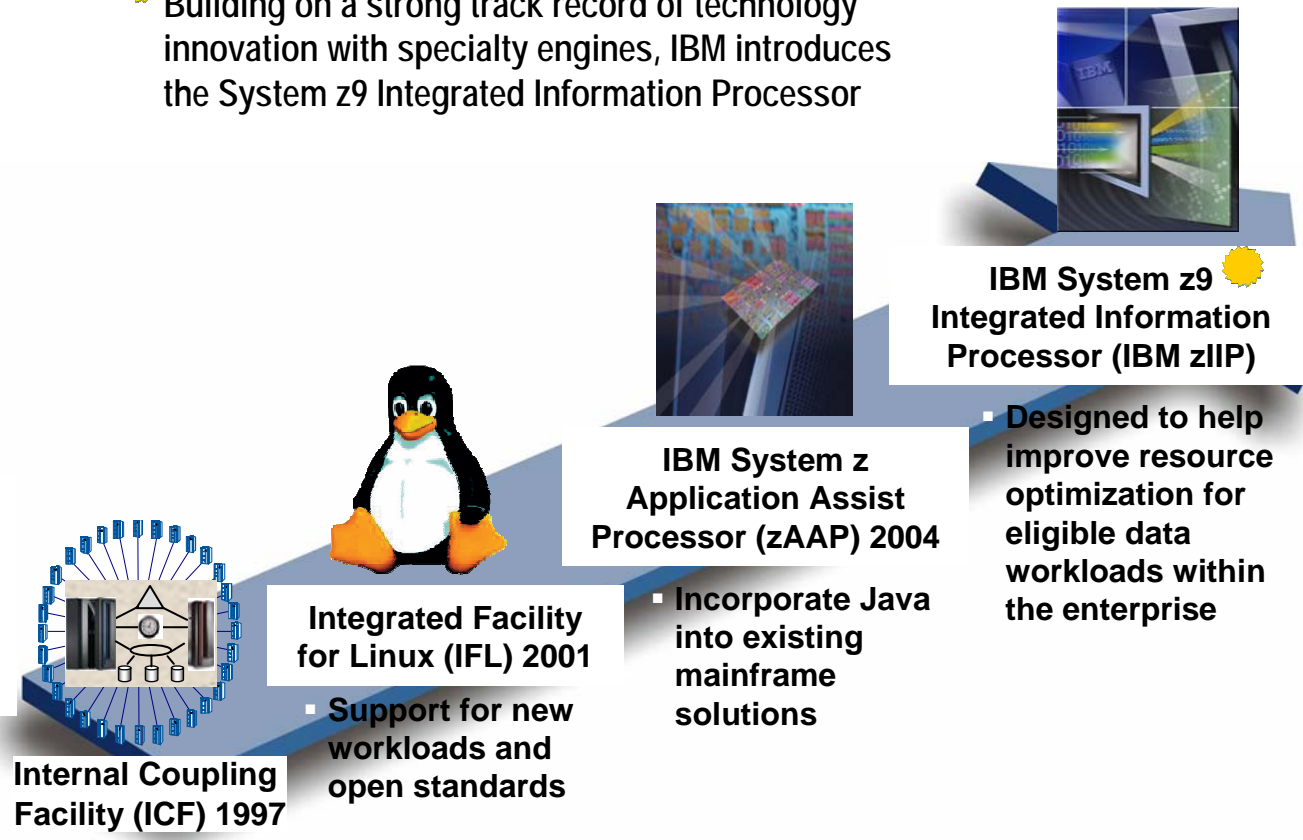 Building on a strong track record of technology
innovation with specialty engines, IBM introduces
the System z9 Integrated Information Processor
IBM
IBM System z9
Integrated Information
Processor (IBM zIIP)
Designed to help
improve resource
optimization for
eligible data
workloads within
the enterprise
IBM System z
Application Assist
Processor (zAAP) 2004
Incorporate Java
into existing
mainframe
solutions
Integrated Facility
for Linux (IFL) 2001
Support for new
workloads and
open standards
Internal Coupling
Facility (ICF) 1997